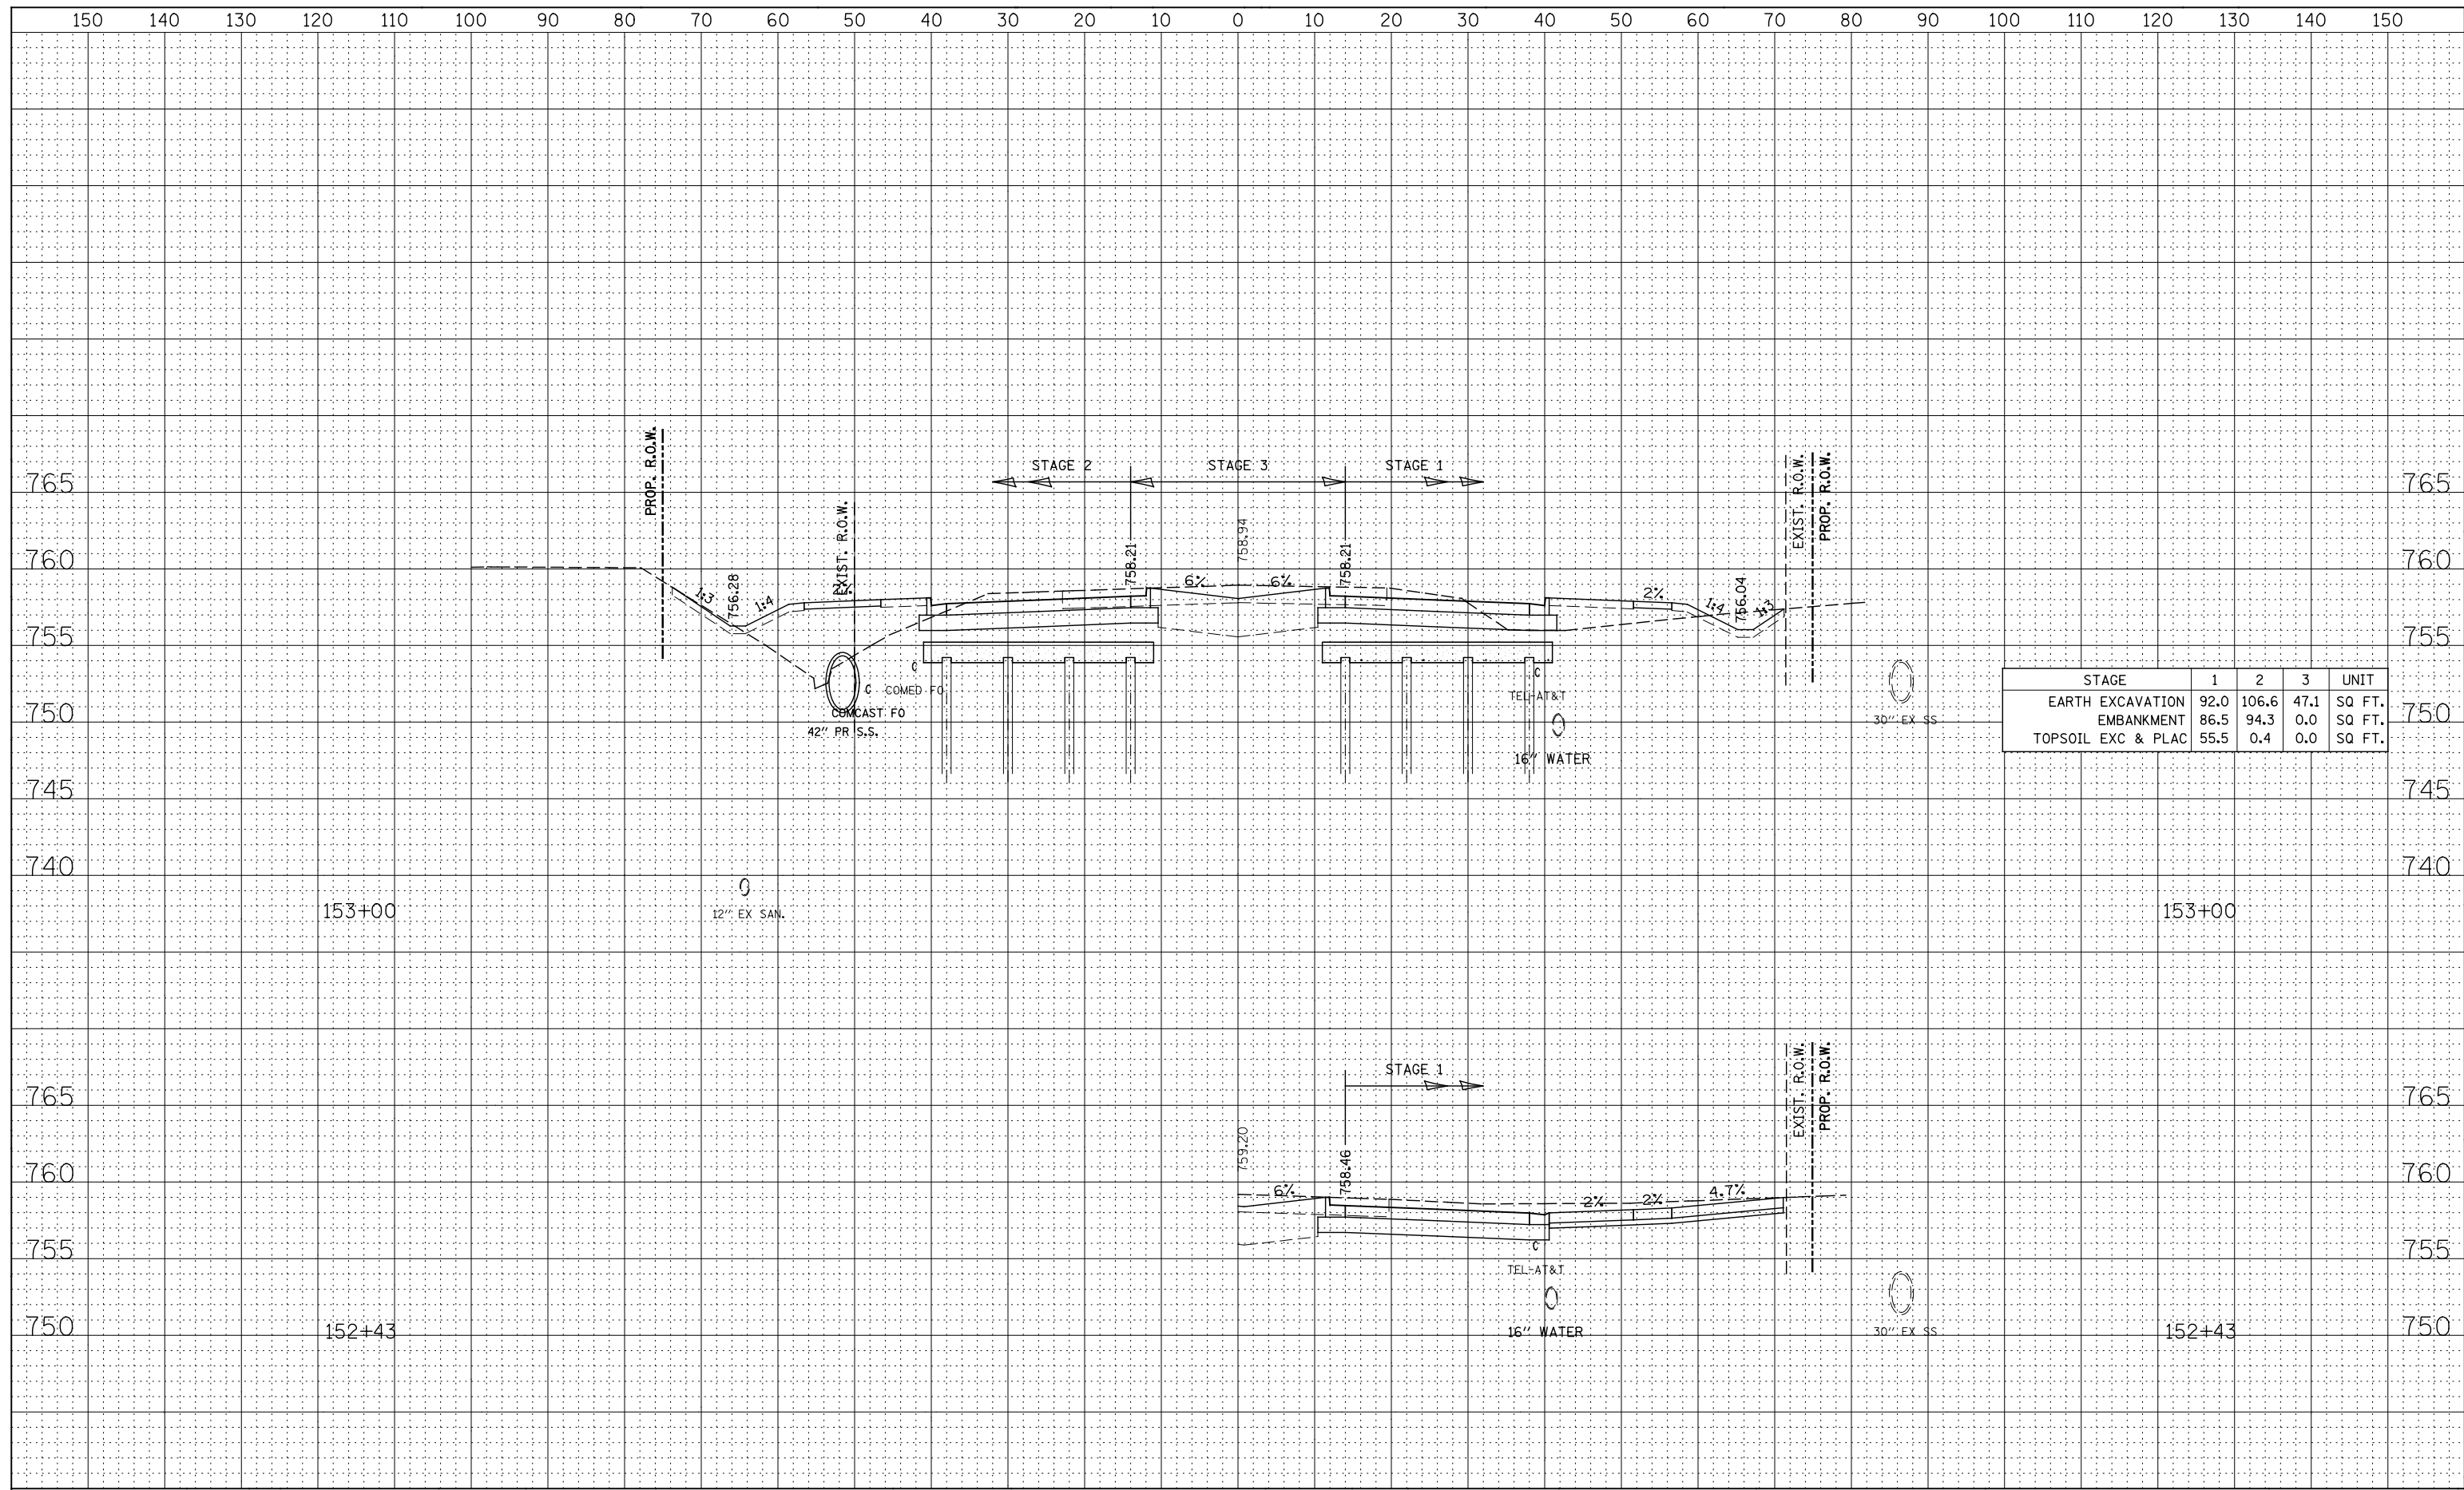 150 140 130 120 110 100 90 80 70 60 50 40 30 20 10 0 10 20 30 40 50 60 70 80 90 100 110 120 130 140 150
PROP. R.O.W.
EXIST. R.O.W.
STAGE 2 STAGE 3 STAGE 1
EXIST. R.O.W.
PROP. R.O.W.
765 765
760 760
755 755
750 750
745 745
740 740
758.21
758.94
758.21
1:3
756.28
1:4
2%
6% 6%
2%
1:4
756.04
1:3
C
C COMED FO
COMCAST FO
42" PR S.S.
C
TEL-AT&T
16" WATER
30" EX SS
STAGE 1 2 3 UNIT
EARTH EXCAVATION 92.0 106.6 47.1 SQ FT.
EMBANKMENT 86.5 94.3 0.0 SQ FT.
TOPSOIL EXC & PLAC 55.5 0.4 0.0 SQ FT.
12" EX SAN.
153+00 153+00
STAGE 1
EXIST. R.O.W.
PROP. R.O.W.
765 765
760 760
755 755
750 750
759.20
758.46
6% 2% 2% 4.7%
C
TEL-AT&T
16" WATER
30" EX SS
152+43 152+43